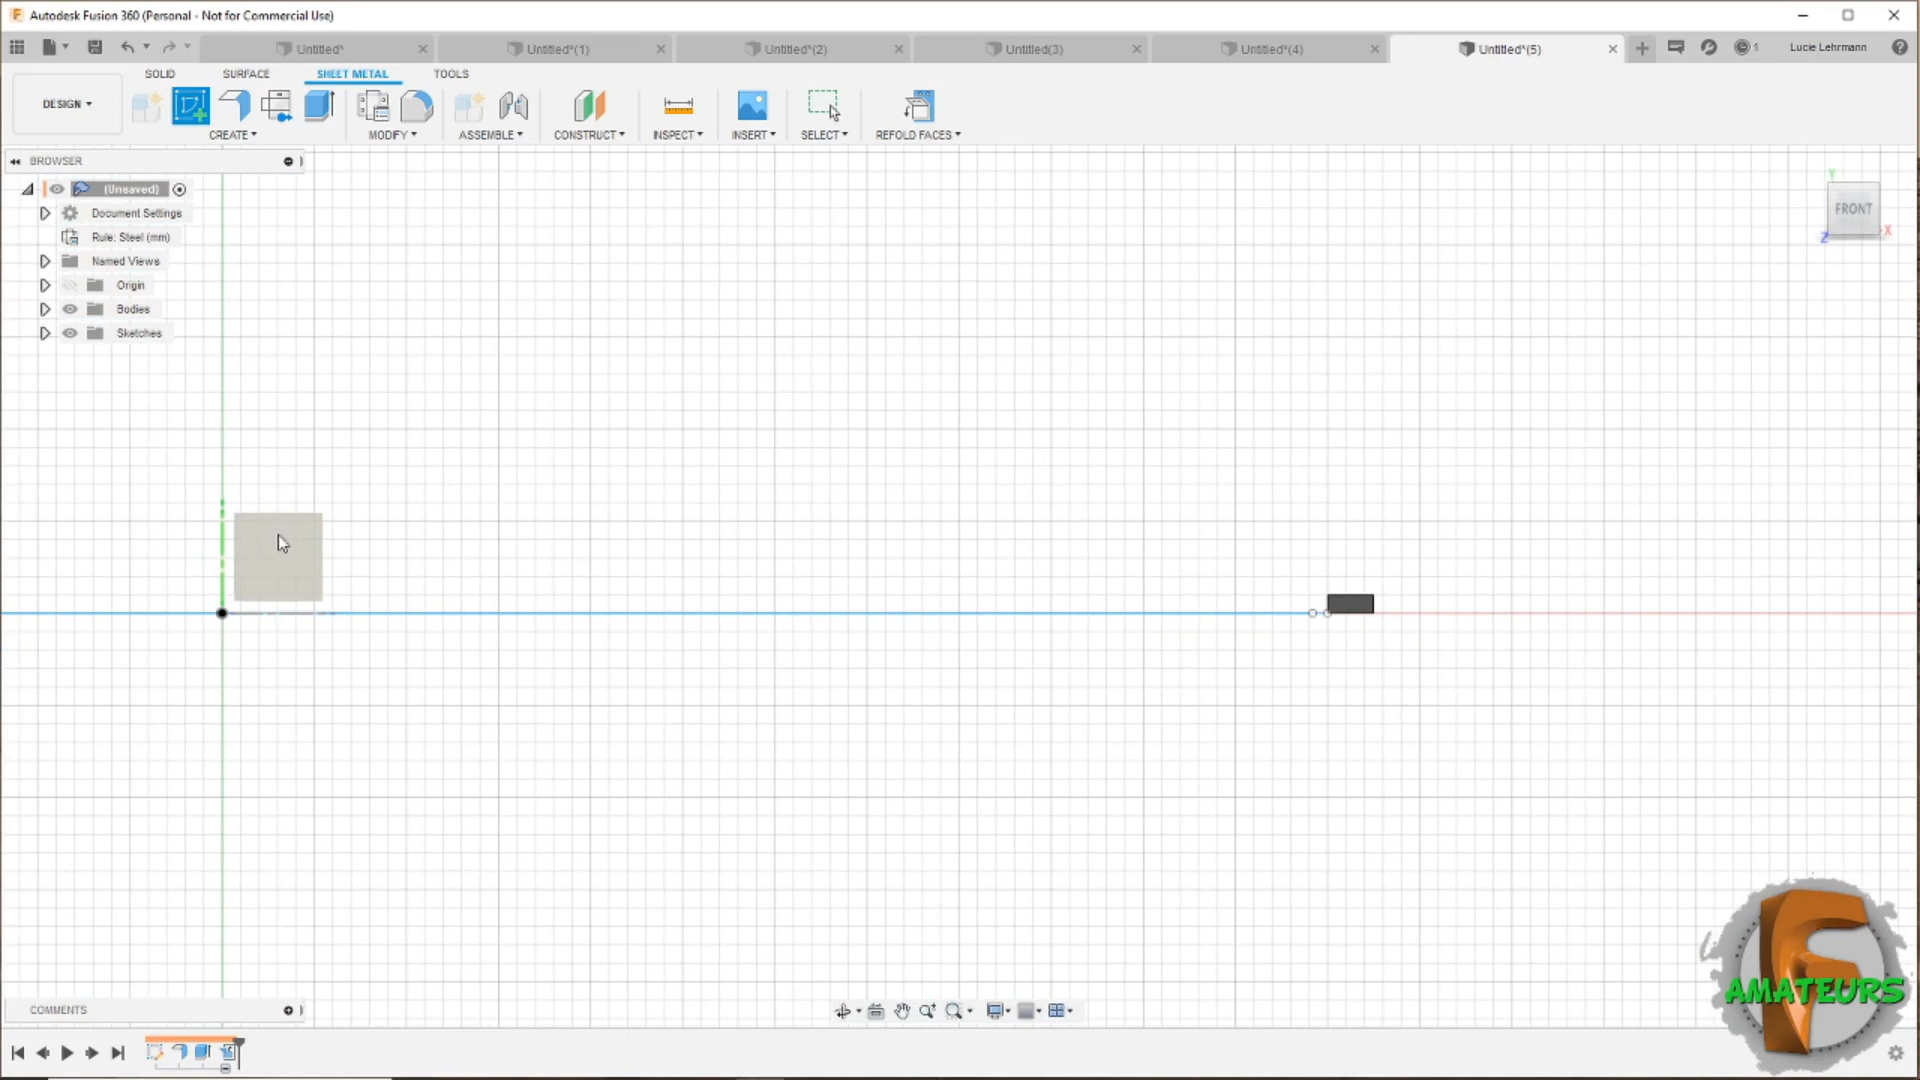 Autodesk Fusion 360 (Personal - Not for Commercial Use)
Untitled*
Untitled*(1)
Untitled*(2)
Untitled(3)
Untitled*(4)
Untitled*(5)
1
Lucie Lehrmann
SOLID
SURFACE
SHEET METAL
TOOLS
DESIGN
CREATE
MODIFY
ASSEMBLE
CONSTRUCT
INSPECT
INSERT
SELECT
REFOLD FACES
BROWSER
(Unsaved)
Document Settings
Rule: Steel (mm)
Named Views
Origin
Bodies
Sketches
Y
FRONT
Z
X
COMMENTS
AMATEURS